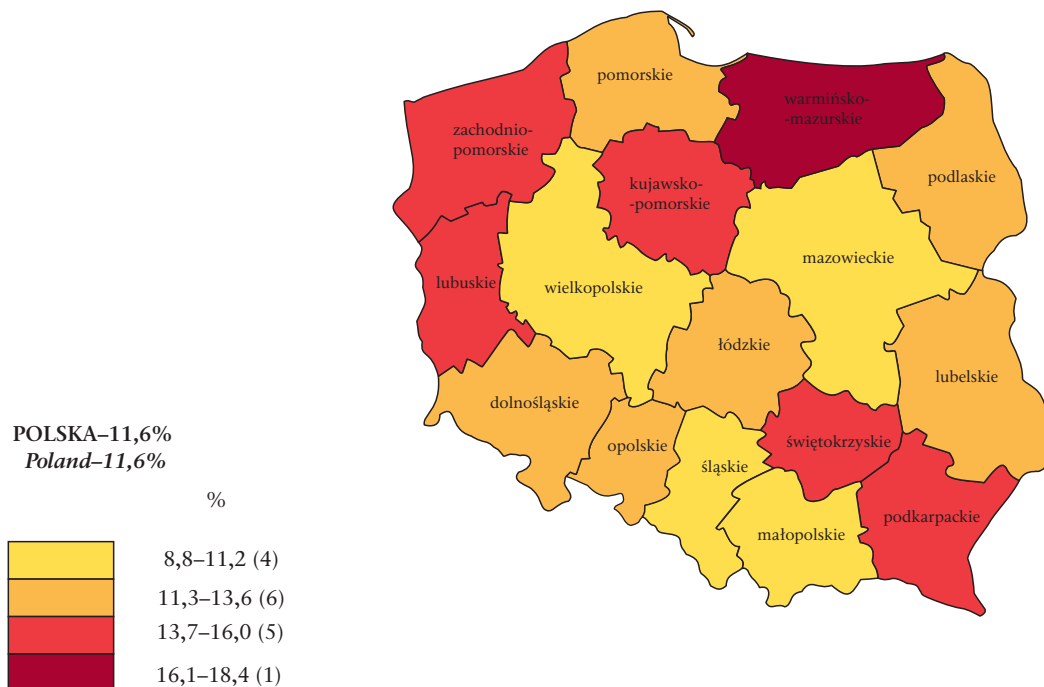 pomorskie
warmińsko-
-mazurskie
zachodnio-
pomorskie
podlaskie
kujawsko-
-pomorskie
mazowieckie
lubuskie
wielkopolskie
łódzkie
lubelskie
dolnośląskie
POLSKA–11,6%
Poland–11,6%
opolskie
świętokrzyskie
śląskie
%
podkarpackie
małopolskie
8,8–11,2 (4)
11,3–13,6 (6)
13,7–16,0 (5)
16,1–18,4 (1)